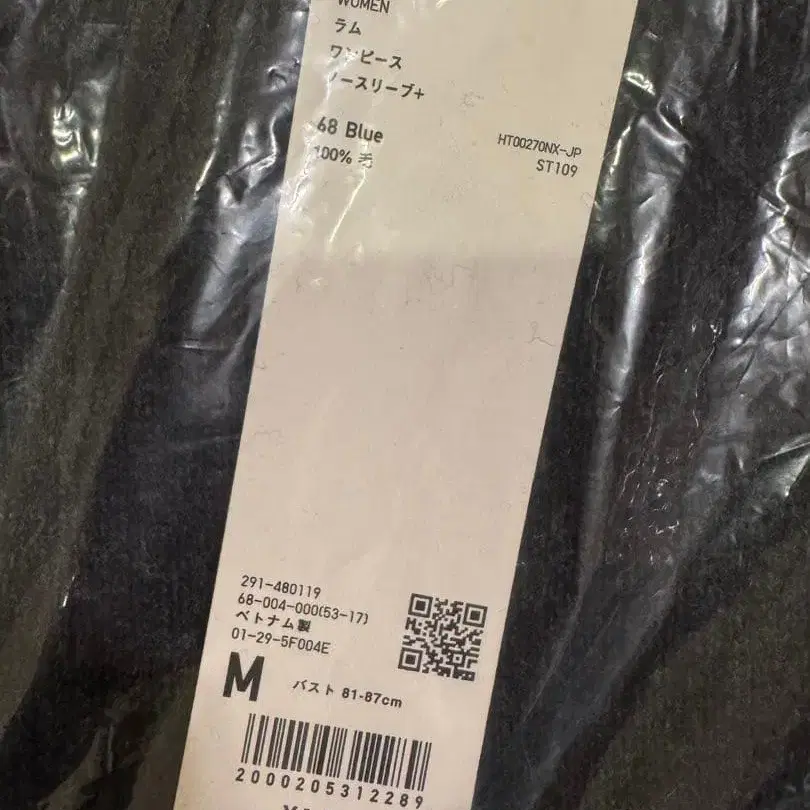 WOMEN
ラム
ワンピース
ノースリーブ+
68 Blue
100% 毛
HT00270NX-JP
ST109
291-480119
68-004-000(53-17)
ベトナム製
01-29-5F004E
M バスト 81-87cm
2000205312289